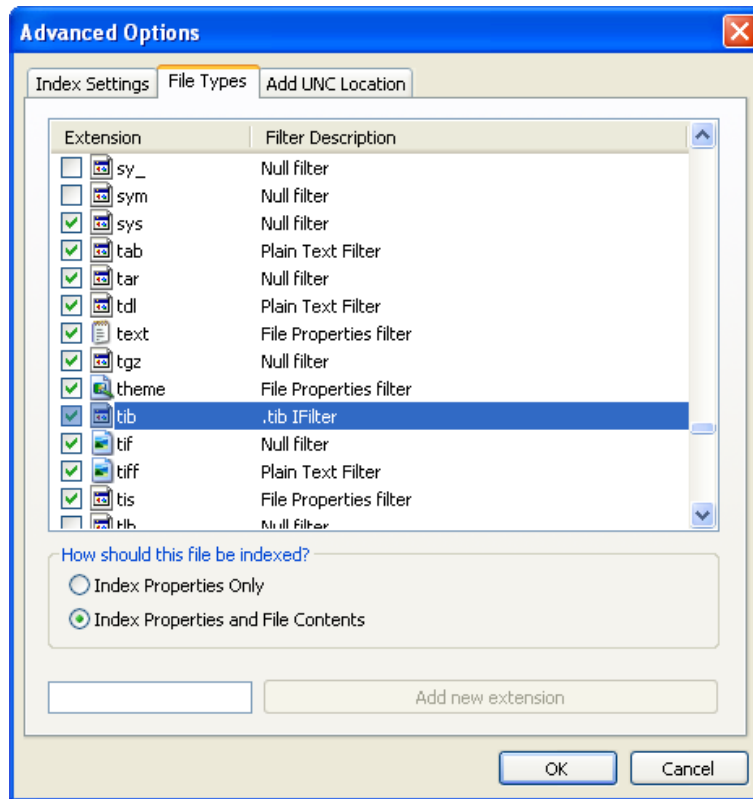 Advanced Options
Index Settings File Types Add UNC Location
Extension Filter Description
sy_ Null filter
sym Null filter
sys Null filter
tab Plain Text Filter
tar Null filter
tdl Plain Text Filter
text File Properties filter
tgz Null filter
theme File Properties filter
tib .tib IFilter
tif Null filter
tiff Plain Text Filter
tis File Properties filter
tlb Null filter
How should this file be indexed?
Index Properties Only
Index Properties and File Contents
Add new extension
OK Cancel